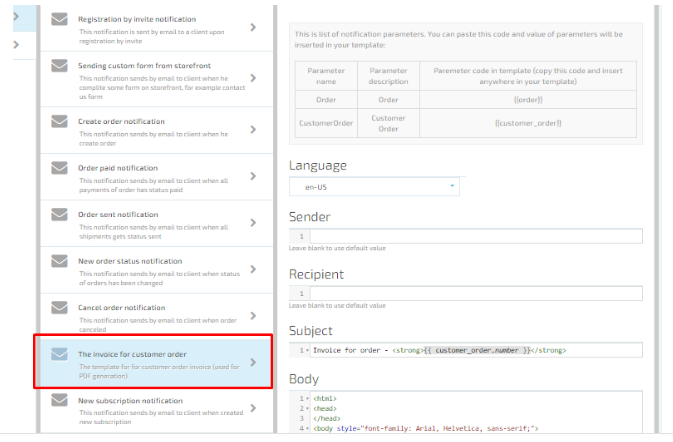 Registration by invite notification
This notification is sent by email to a client upon
registration by invite
Sending custom form from storefront
This notification sends by email to client when he
complite some form on storefront, for example contact
us form
Create order notification
This notification sends by email to client when he
create order
Order paid notification
This notification sends by email to client when all
payments of order has status paid
Order sent notification
This notification sends by email to client when all
shipments gets status sent
New order status notification
This notification sends by email to client when status
of orders has been changed
Cancel order notification
This notification sends by email to client when order
canceled
The invoice for customer order
The template for for customer order invoice (used for
PDF generation)
New subscription notification
This notification sends by email to client when created
new subscription
This is list of notification parameters. You can paste this code and value of parameters will be
inserted in your template:
Parameter name
Parameter description
Paremeter code in template (copy this code and insert anywhere in your template)
Order
Order
{{order}}
CustomerOrder
Customer Order
{{customer_order}}
Language
en-US
Sender
1
Leave blank to use default value
Recipient
1
Leave blank to use default value
Subject
1 Invoice for order - <strong>{{ customer_order.number }}</strong>
Body
1 <html>
2 <head>
3 </head>
4 <body style="font-family: Arial, Helvetica, sans-serif;">